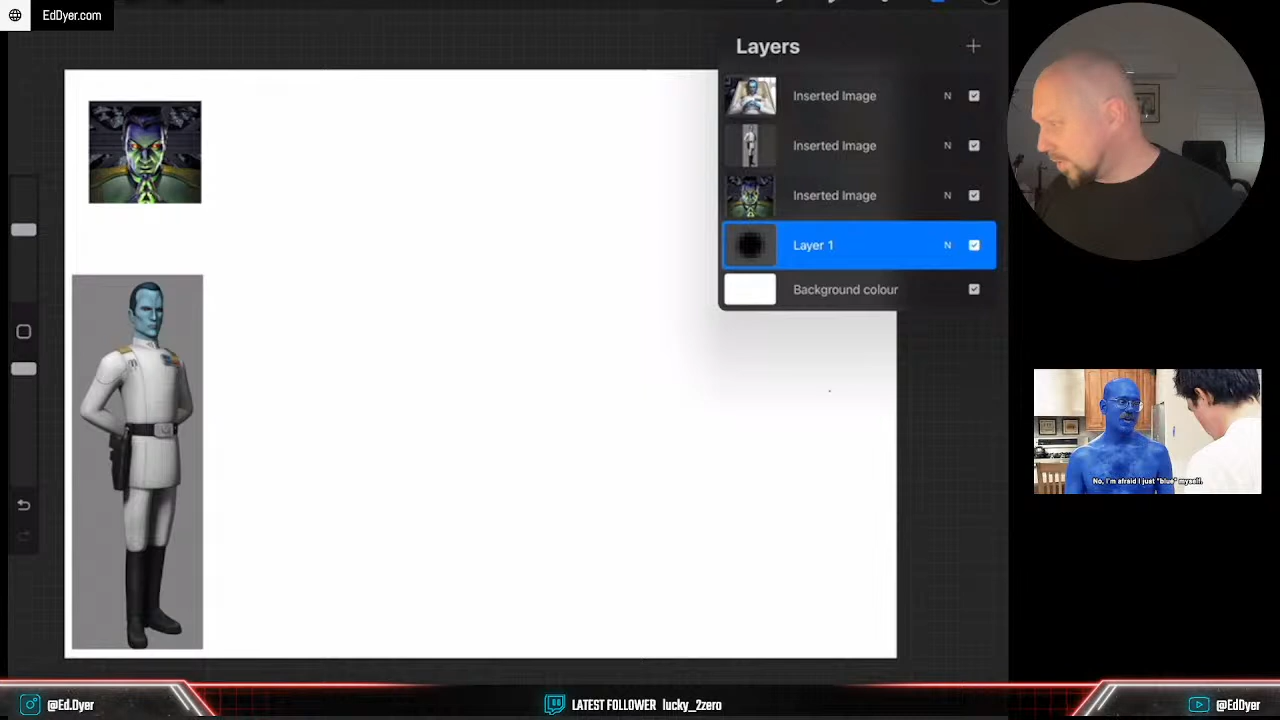 EdDyer.com
Layers
Inserted Image N
Inserted Image N
Inserted Image N
Layer 1 N
Background colour
No, I'm afraid I just "blue" myself.
@Ed.Dyer
LATEST FOLLOWER lucky_2zero
@EdDyer